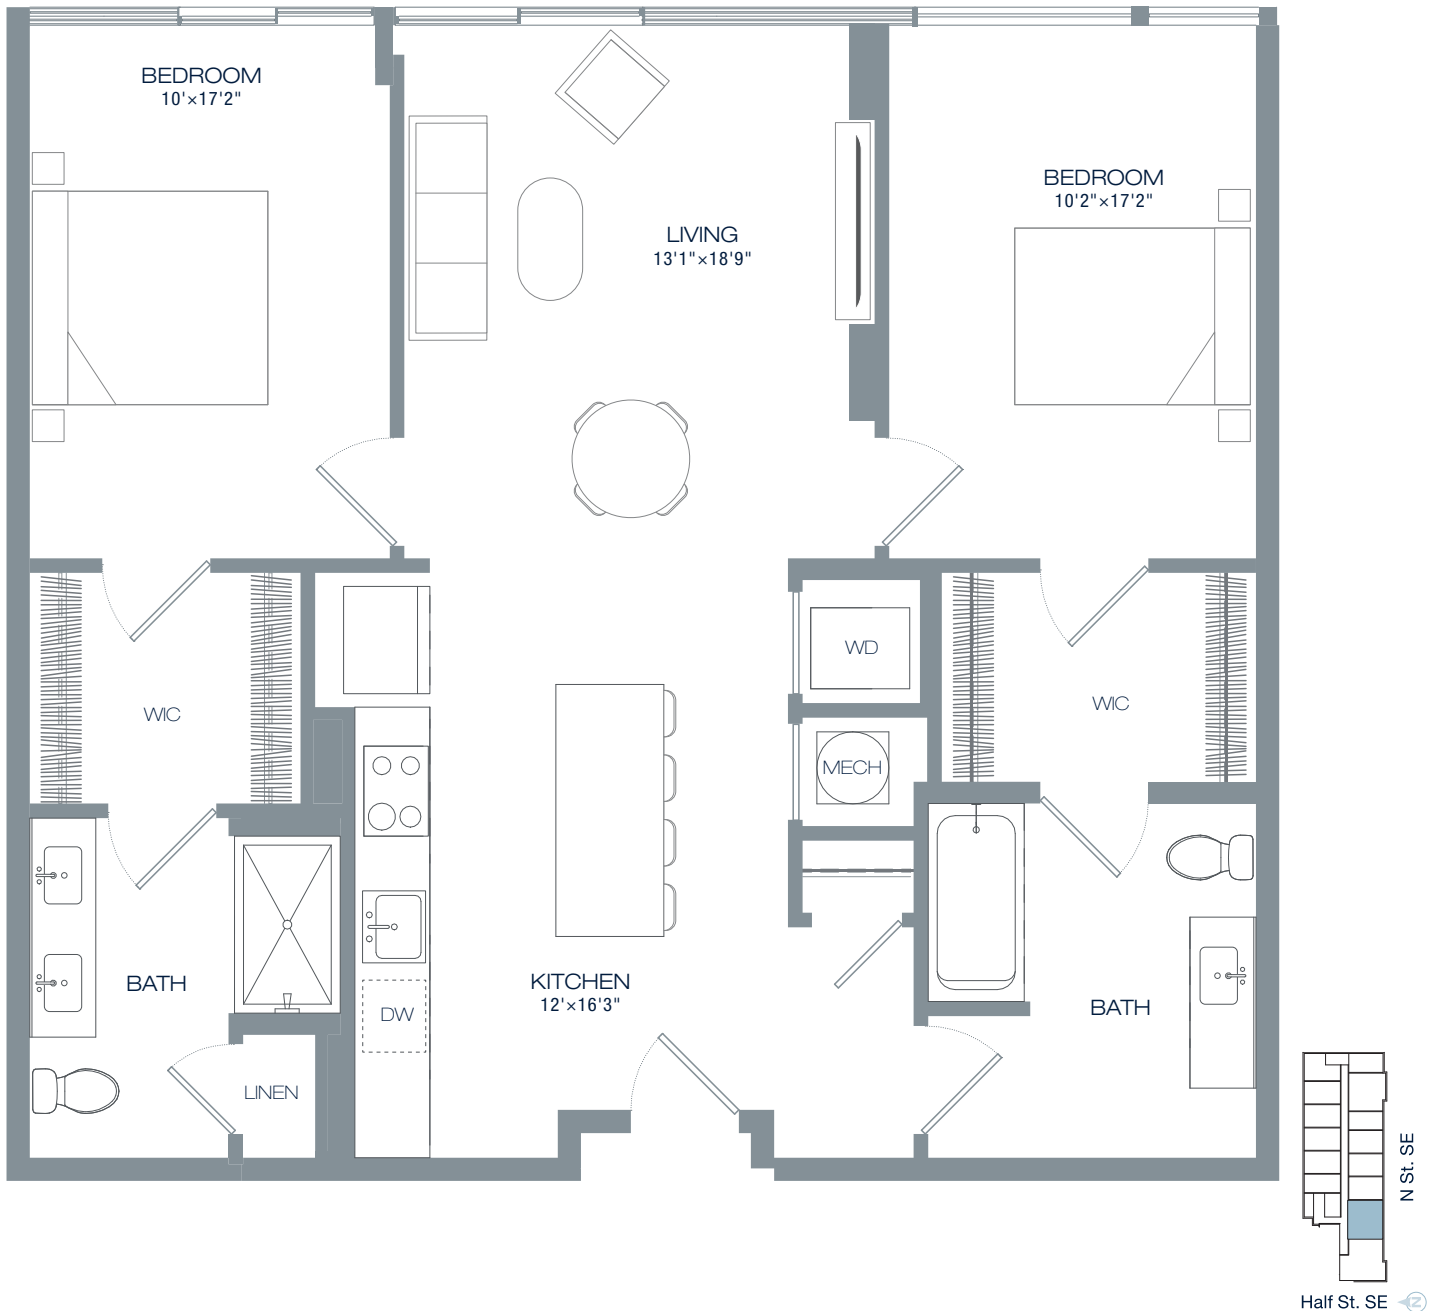 BEDROOM
10'×17'2"
BEDROOM
10'2"×17'2"
LIVING
13'1"×18'9"
WD
WIC
WIC
MECH
BATH
KITCHEN
12'×16'3"
DW
BATH
LINEN
N St. SE
Half St. SE
N